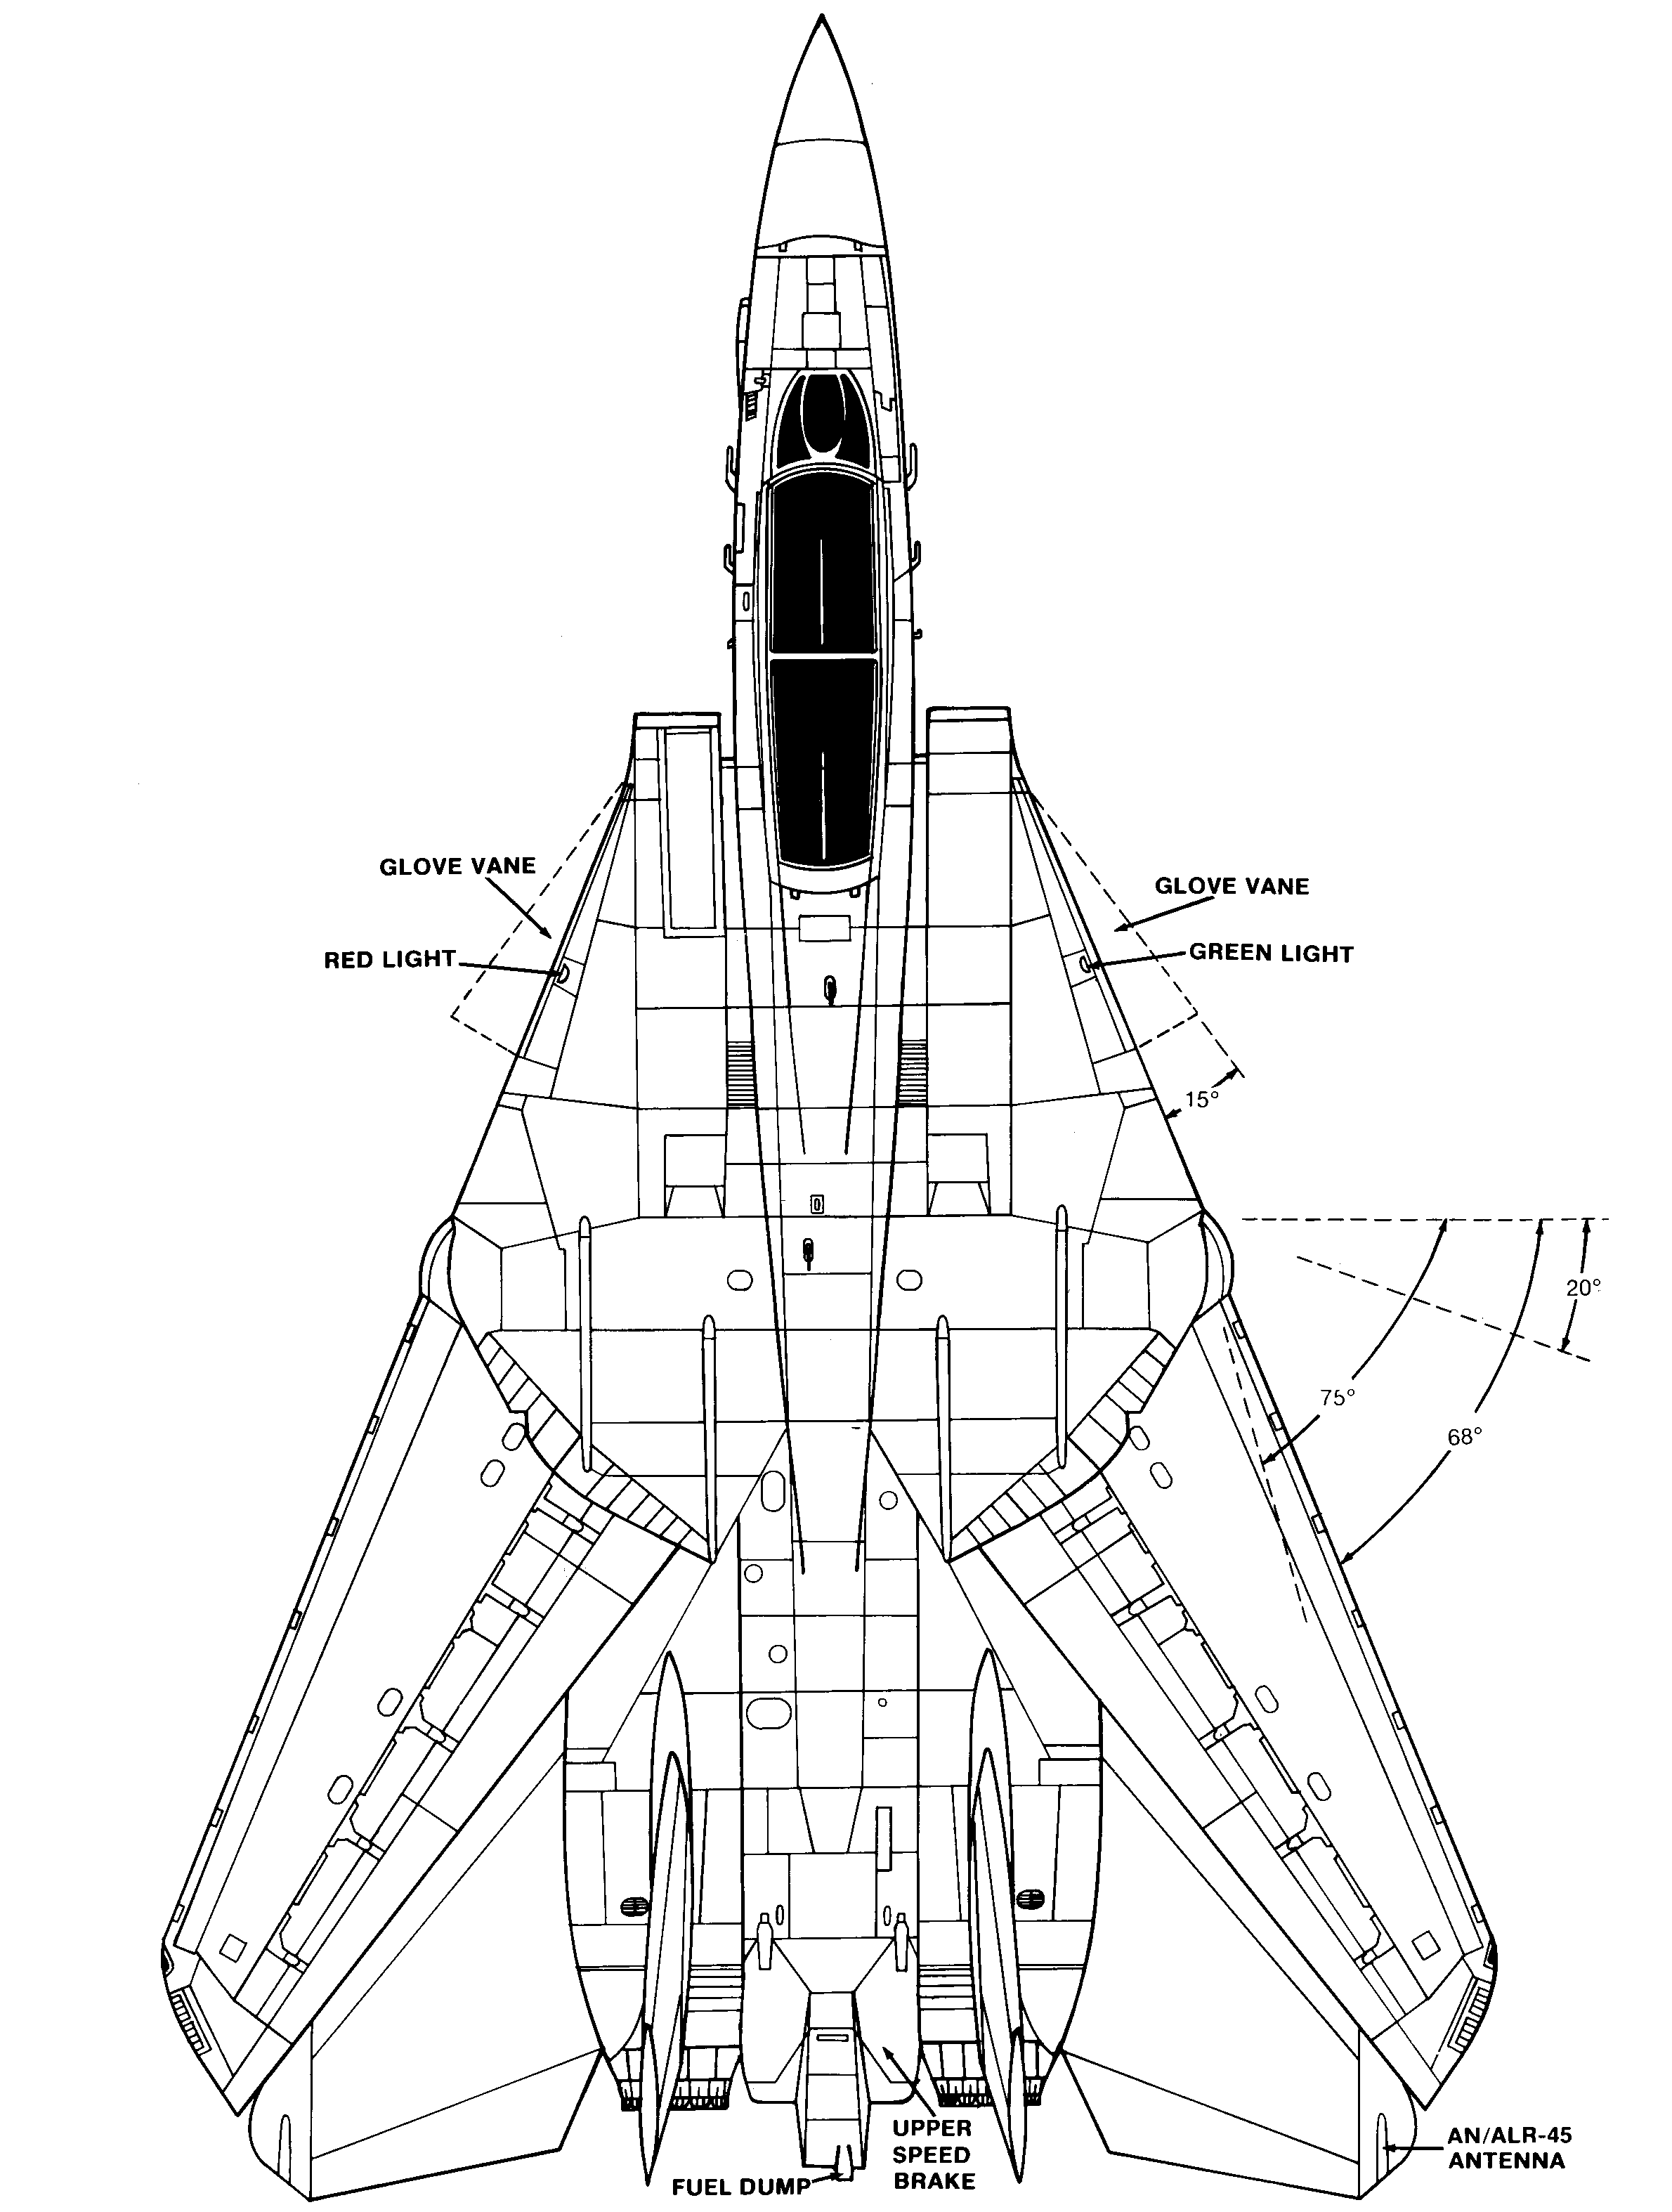 GLOVE VANE
GLOVE VANE
RED LIGHT
GREEN LIGHT
15°
20°
75°
68°
UPPER
SPEED
BRAKE
AN/ALR-45
ANTENNA
FUEL DUMP